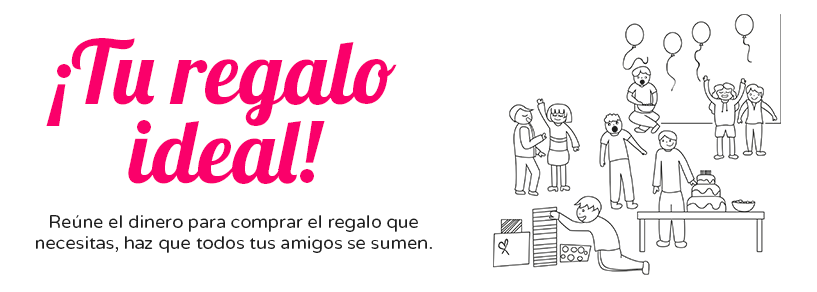 ¡Tu regalo
ideal!
Reúne el dinero para comprar el regalo que
necesitas, haz que todos tus amigos se sumen.